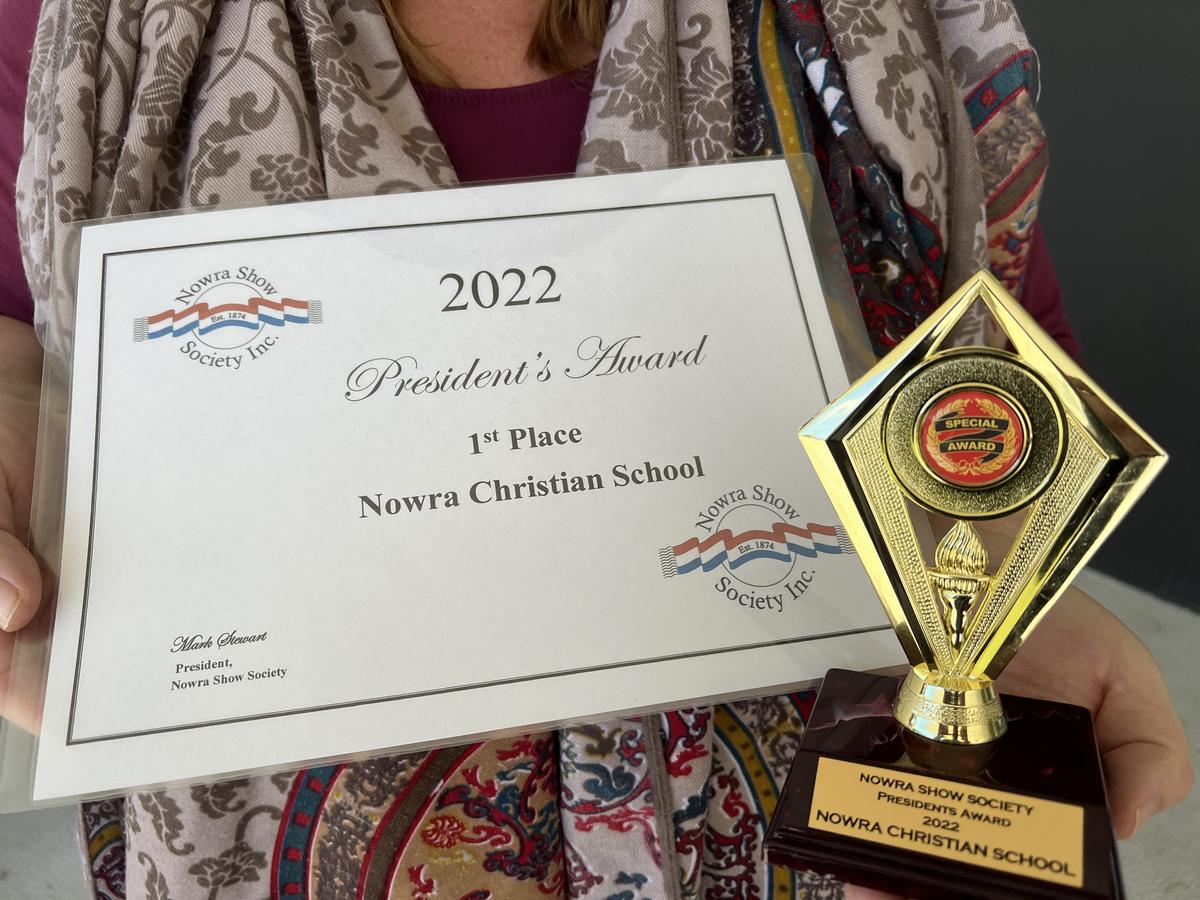 Nowra Show
Est. 1874
Society Inc.
2022
President's Award
1st Place
Nowra Christian School
Nowra Show
Est. 1874
Society Inc.
Mark Stewart
President,
Nowra Show Society
SPECIAL
AWARD
NOWRA SHOW SOCIETY
PRESIDENTS AWARD
2022
NOWRA CHRISTIAN SCHOOL